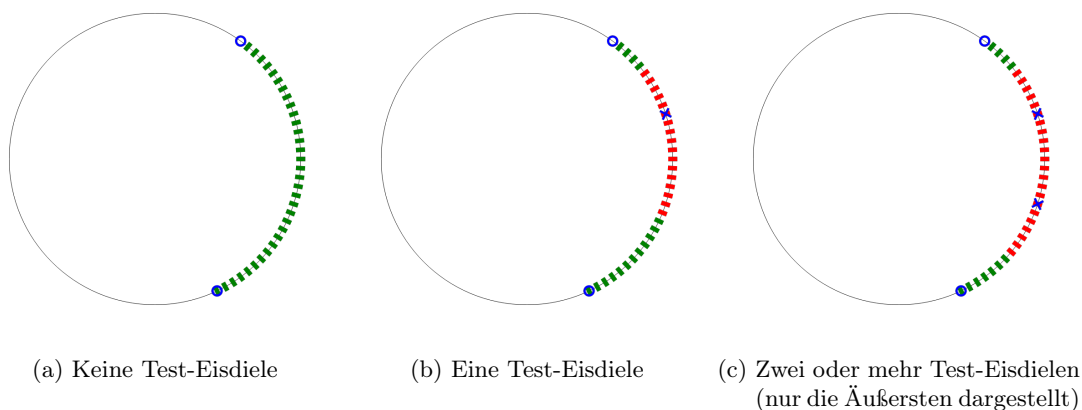 (a) Keine Test-Eisdiele
(b) Eine Test-Eisdiele
(c) Zwei oder mehr Test-Eisdielen
(nur die Äußersten dargestellt)